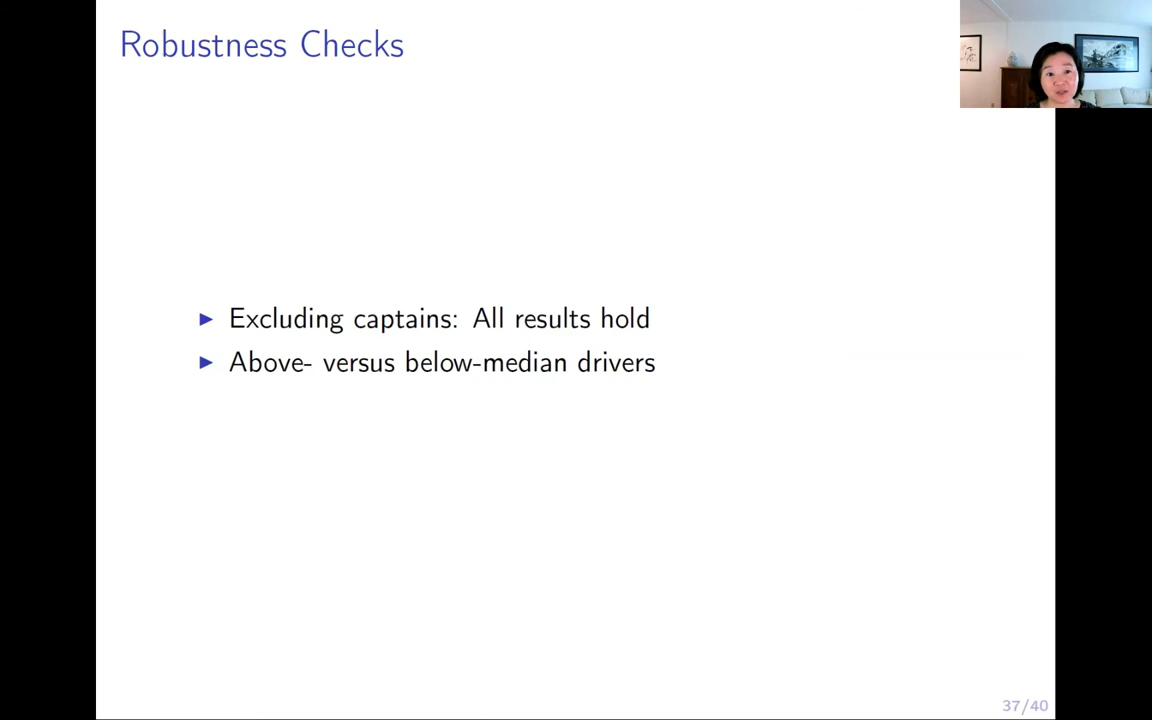 Robustness Checks
▶ Excluding captains: All results hold
▶ Above- versus below-median drivers
37/40